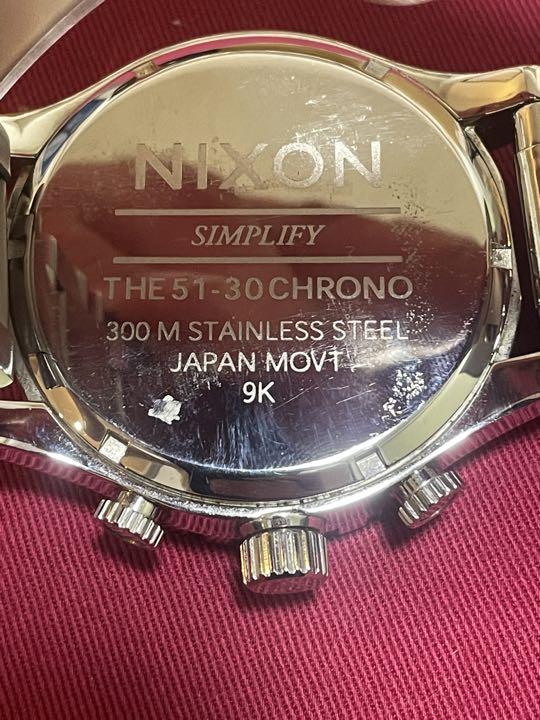 NIXON
SIMPLIFY
THE 51-30 CHRONO
300 M STAINLESS STEEL
JAPAN MOVT
9K